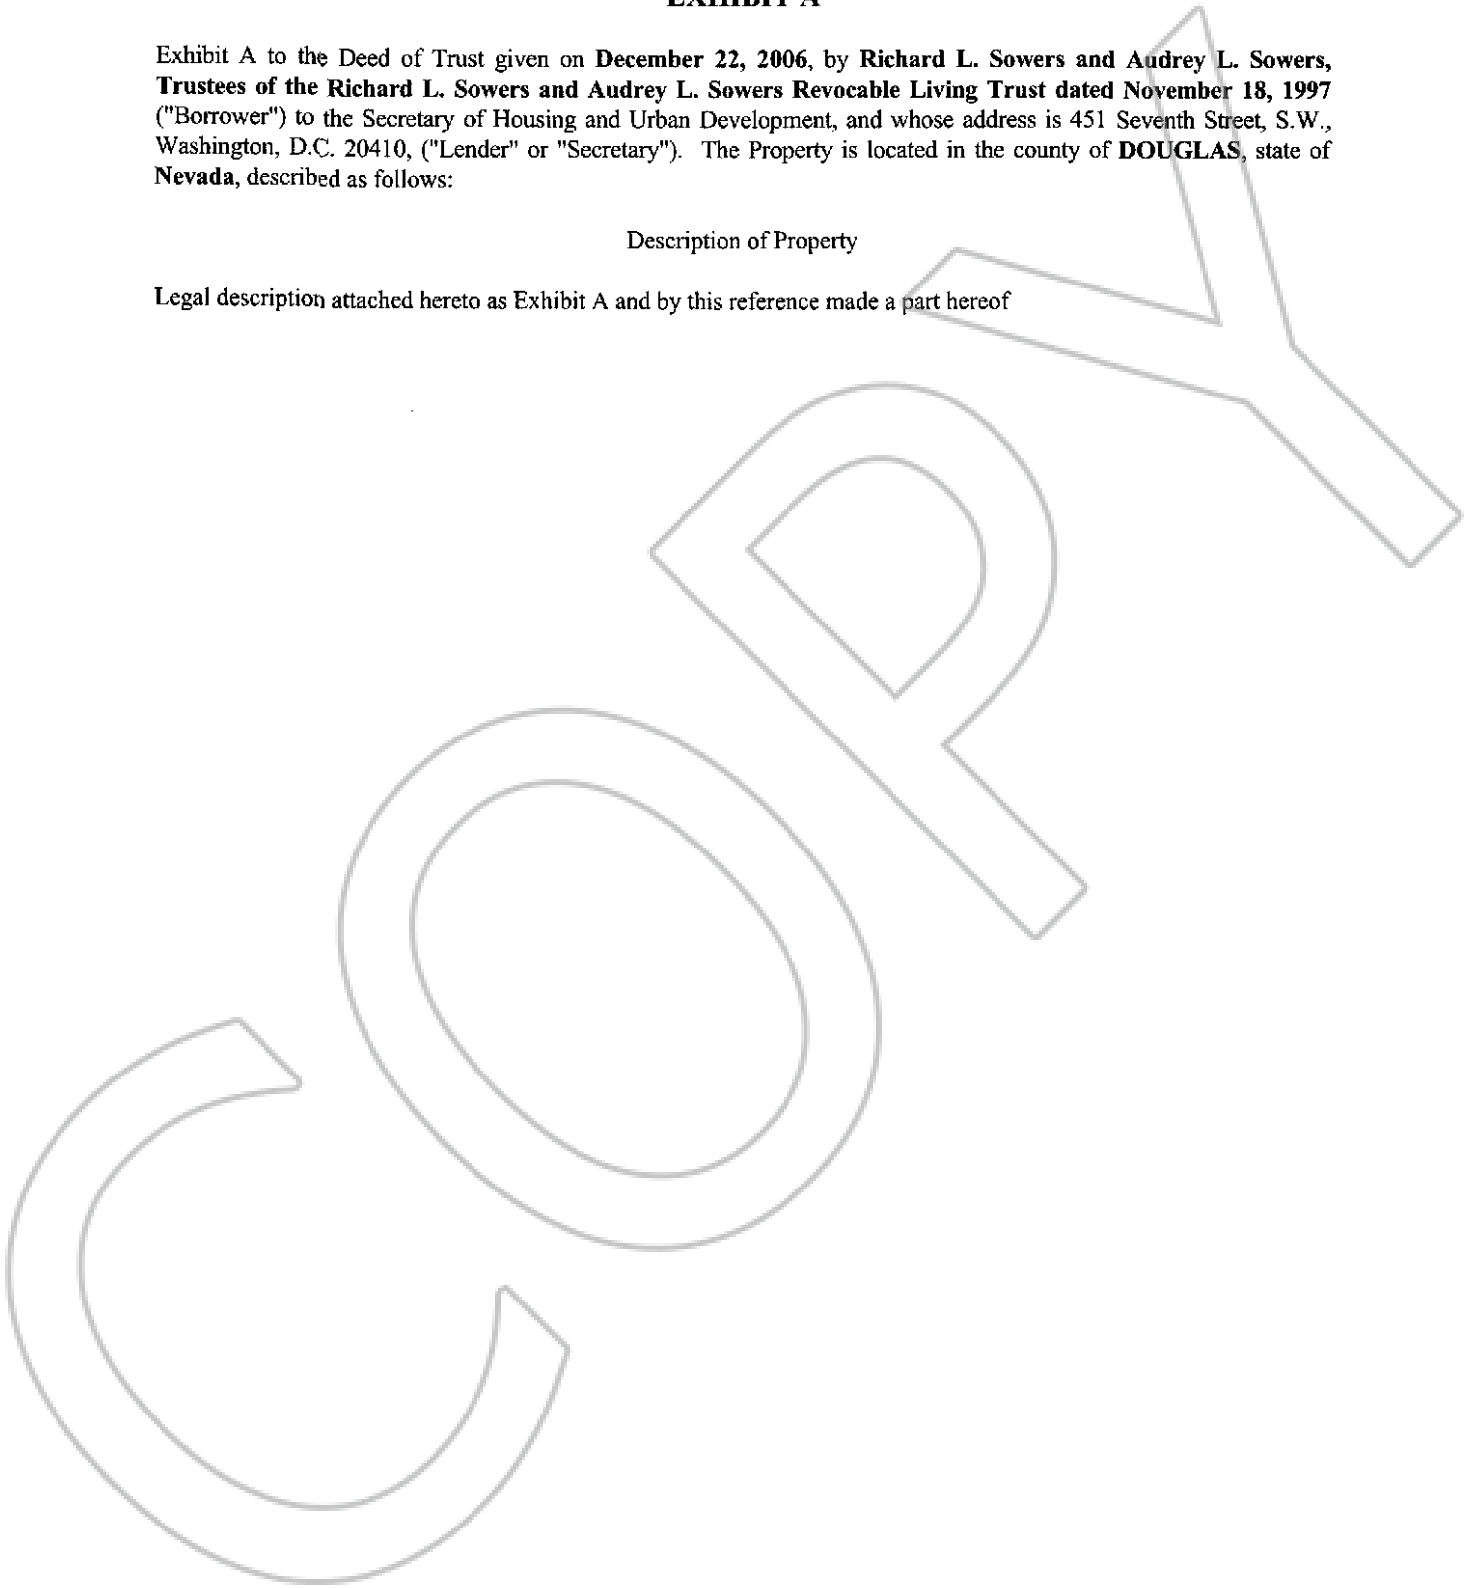 EXHIBIT A
Exhibit A to the Deed of Trust given on December 22, 2006, by Richard L. Sowers and Audrey L. Sowers,
Trustees of the Richard L. Sowers and Audrey L. Sowers Revocable Living Trust dated November 18, 1997
("Borrower") to the Secretary of Housing and Urban Development, and whose address is 451 Seventh Street, S.W.,
Washington, D.C. 20410, ("Lender" or "Secretary"). The Property is located in the county of DOUGLAS, state of
Nevada, described as follows:
Description of Property
Legal description attached hereto as Exhibit A and by this reference made a part hereof
COPY